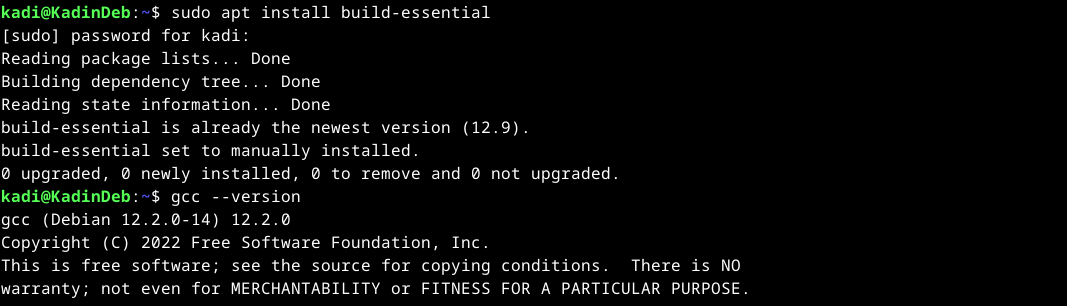 kadi@KadinDeb:~$ sudo apt install build-essential
[sudo] password for kadi:
Reading package lists... Done
Building dependency tree... Done
Reading state information... Done
build-essential is already the newest version (12.9).
build-essential set to manually installed.
0 upgraded, 0 newly installed, 0 to remove and 0 not upgraded.
kadi@KadinDeb:~$ gcc --version
gcc (Debian 12.2.0-14) 12.2.0
Copyright (C) 2022 Free Software Foundation, Inc.
This is free software; see the source for copying conditions.  There is NO
warranty; not even for MERCHANTABILITY or FITNESS FOR A PARTICULAR PURPOSE.